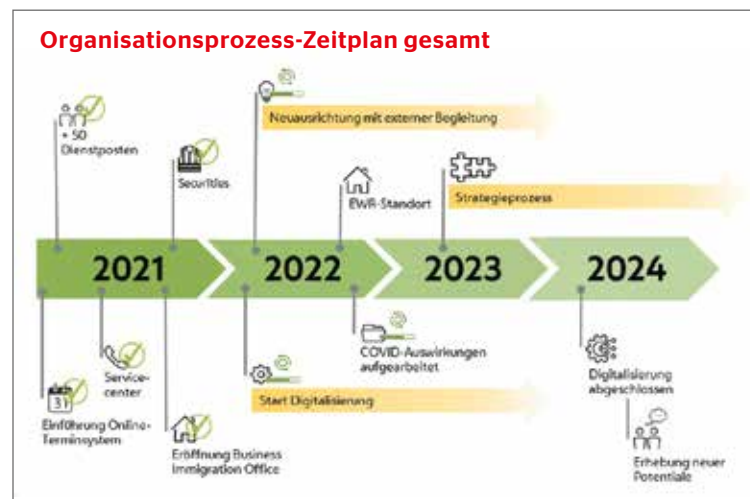 Organisationsprozess-Zeitplan gesamt
+ 50
Dienstposten
Securities
Neuausrichtung mit externer Begleitung
EWR-Standort
Strategieprozess
2021
2022
2023
2024
Einführung Online-
Terminsystem
31
Service-
center
Eröffnung Business
Immigration Office
Start Digitalisierung
COVID-Auswirkungen
aufgearbeitet
Digitalisierung
abgeschlossen
Erhebung neuer
Potentiale